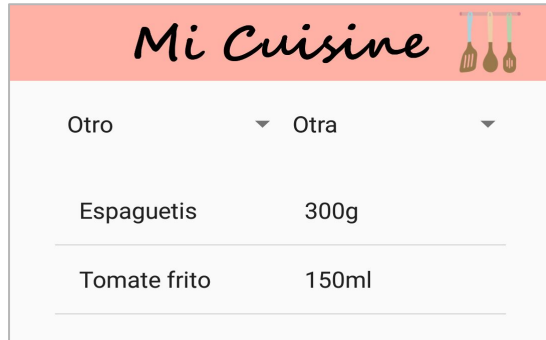 Mi Cuisine
Otro Otra
Espaguetis 300g
Tomate frito 150ml